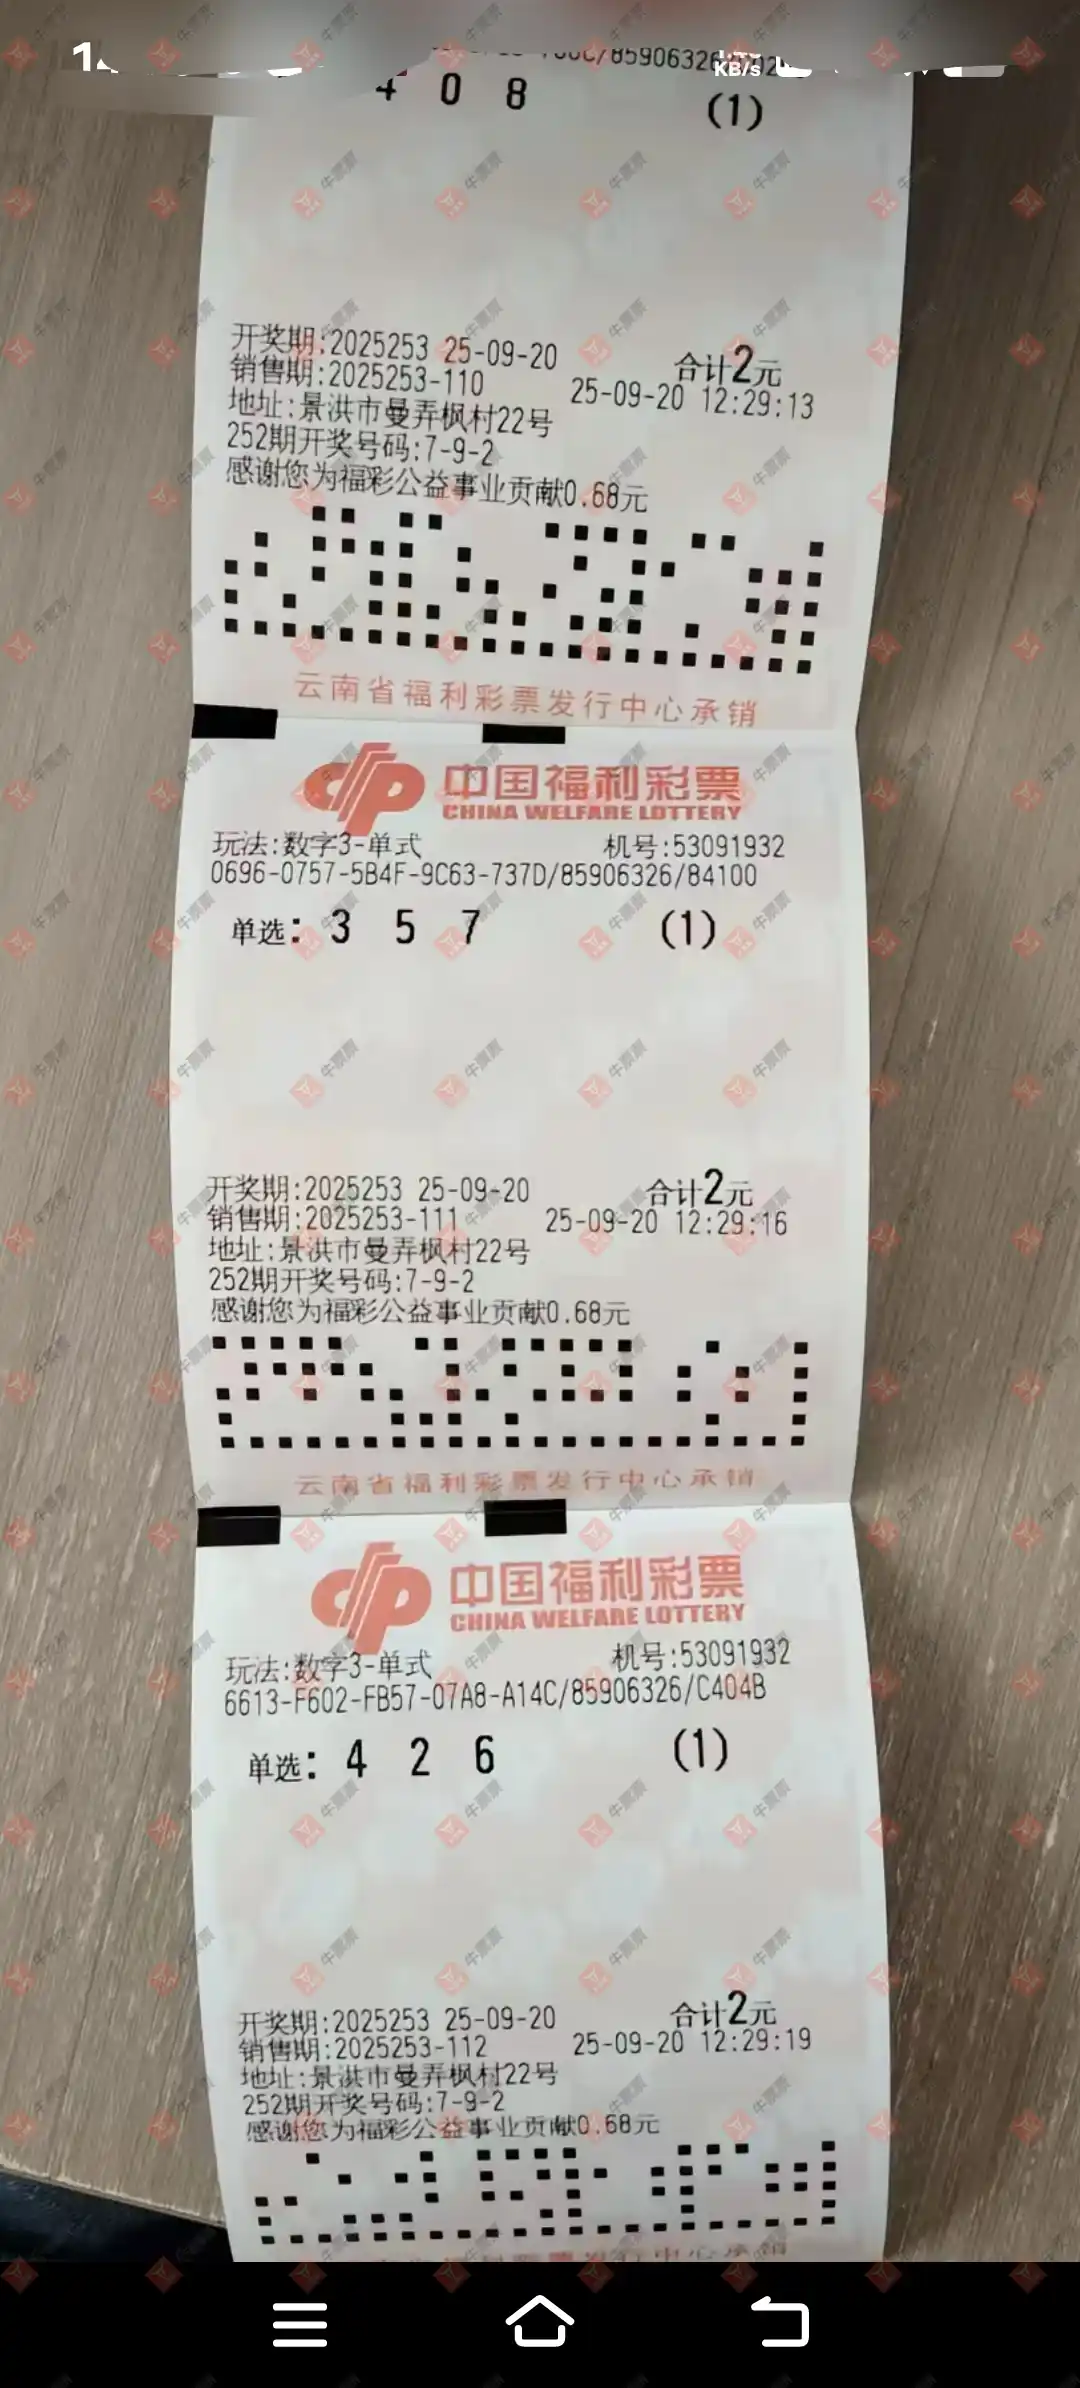 4 0 8 (1)
开奖期:2025253 25-09-20 合计2元
销售期:2025253-110 25-09-20 12:29:13
地址:景洪市曼弄枫村22号
252期开奖号码:7-9-2
感谢您为福彩公益事业贡献0.68元
云南省福利彩票发行中心承销
中国福利彩票
CHINA WELFARE LOTTERY
玩法:数字3-单式 机号:53091932
0696-0757-5B4F-9C63-737D/85906326/84100
单选: 3 5 7 (1)
开奖期:2025253 25-09-20 合计2元
销售期:2025253-111 25-09-20 12:29:16
地址:景洪市曼弄枫村22号
252期开奖号码:7-9-2
感谢您为福彩公益事业贡献0.68元
云南省福利彩票发行中心承销
中国福利彩票
CHINA WELFARE LOTTERY
玩法:数字3-单式 机号:53091932
6613-F602-FB57-07A8-A14C/85906326/C404B
单选: 4 2 6 (1)
开奖期:2025253 25-09-20 合计2元
销售期:2025253-112 25-09-20 12:29:19
地址:景洪市曼弄枫村22号
252期开奖号码:7-9-2
感谢您为福彩公益事业贡献0.68元